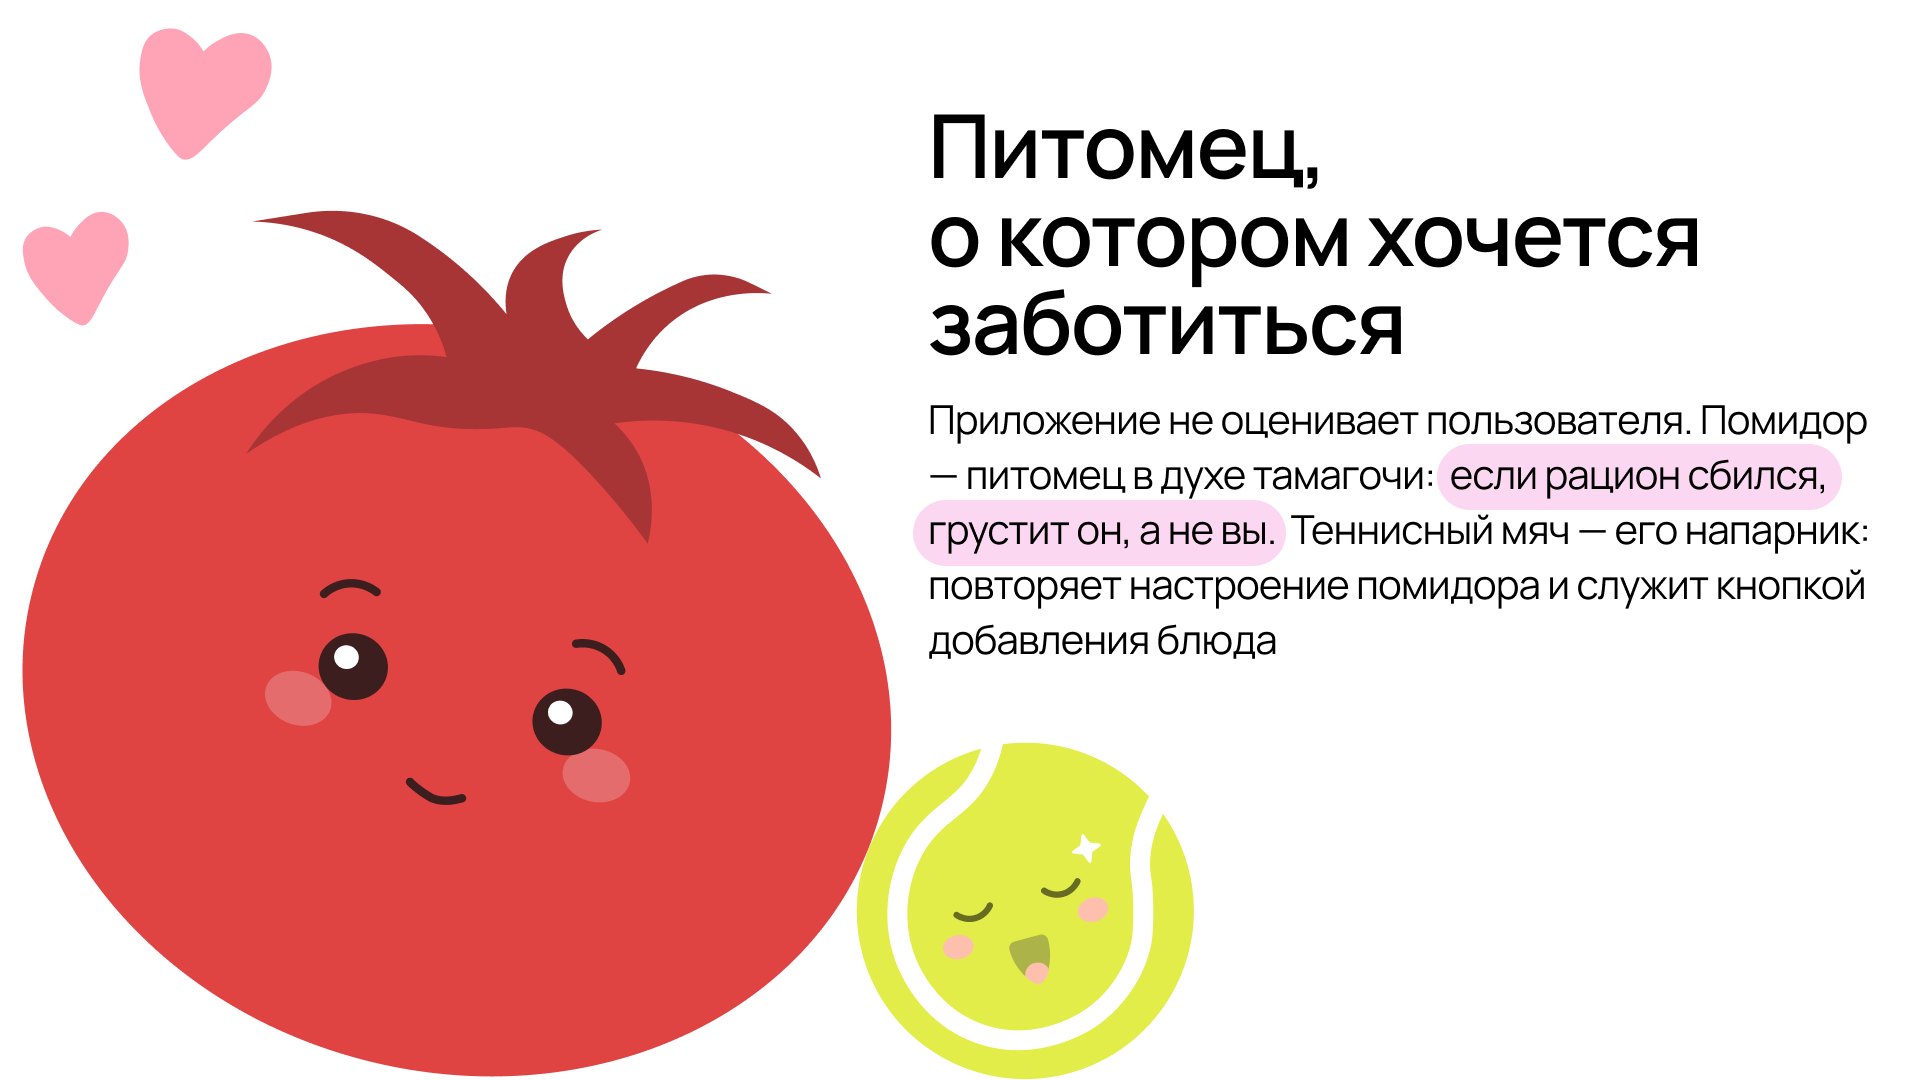 Питомец,
о котором хочется
заботиться
Приложение не оценивает пользователя. Помидор
— питомец в духе тамагочи: если рацион сбился,
грустит он, а не вы. Теннисный мяч — его напарник:
повторяет настроение помидора и служит кнопкой
добавления блюда